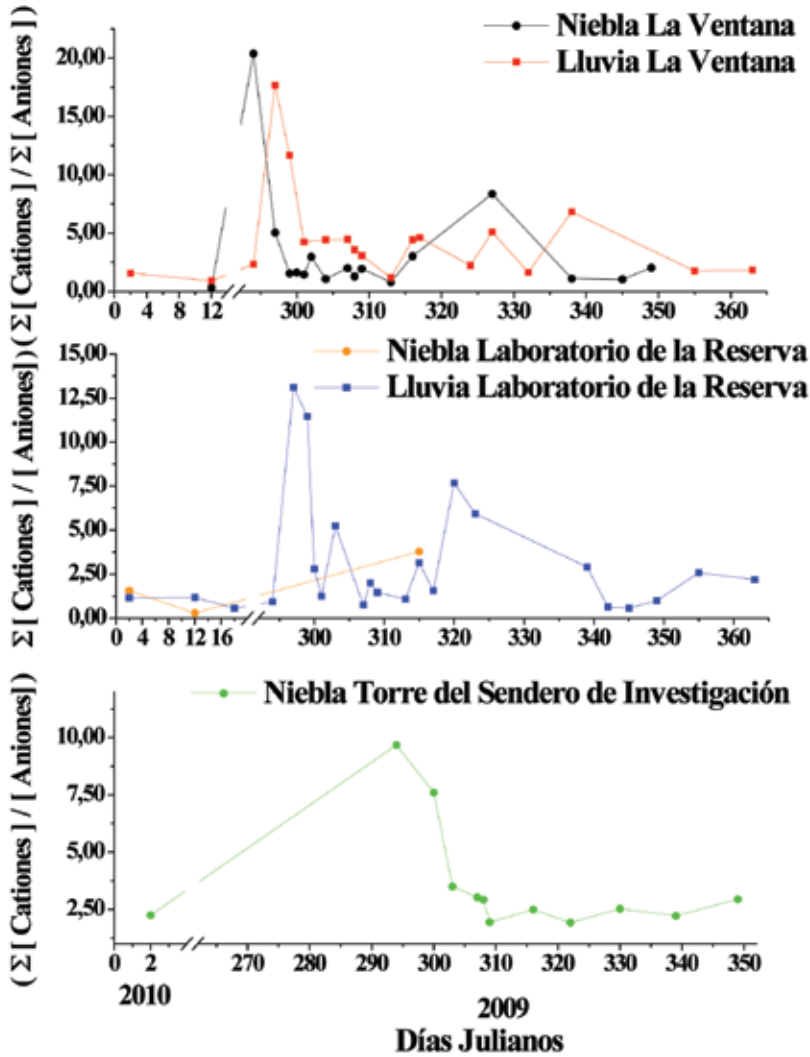 Niebla La Ventana
Lluvia La Ventana
(Σ [ Cationes ] / Σ [ Aniones ])
20,00
15,00
10,00
5,00
0,00
0 4 8 12 300 310 320 330 340 350 360
Niebla Laboratorio de la Reserva
Lluvia Laboratorio de la Reserva
Σ [ Cationes ] / [ Aniones])
15,00
12,50
10,00
7,50
5,00
2,50
0,00
0 4 8 12 16 300 310 320 330 340 350 360
Niebla Torre del Sendero de Investigación
(Σ[ Cationes ] / [ Aniones])
10,00
7,50
5,00
2,50
0 2 270 280 290 300 310 320 330 340 350
2010 2009
Días Julianos